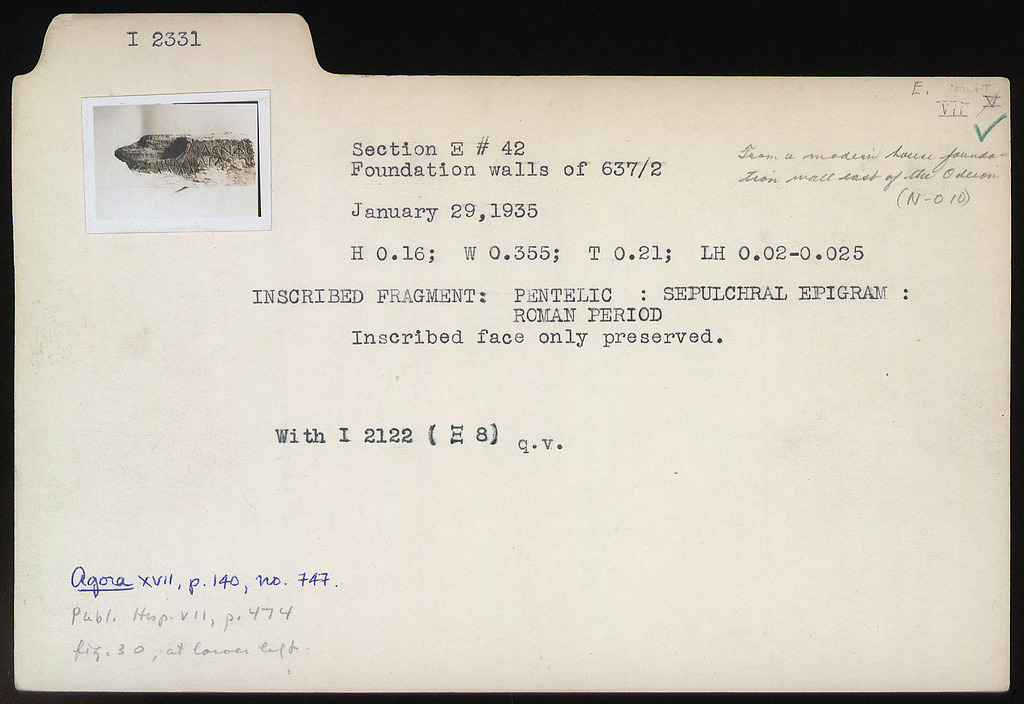 I 2331
E.
VII V
Section Ξ # 42
Foundation walls of 637/2
From a modern house founda-
tion wall east of the Odeion
(N-O 10)
January 29,1935
H 0.16; W 0.355; T 0.21; LH 0.02-0.025
INSCRIBED FRAGMENT: PENTELIC : SEPULCHRAL EPIGRAM :
ROMAN PERIOD
Inscribed face only preserved.
With I 2122 ( Ξ 8) q.v.
Agora XVII, p. 140, no. 747.
Publ. Hesp. VII, p. 474
fig. 30, at lower left.